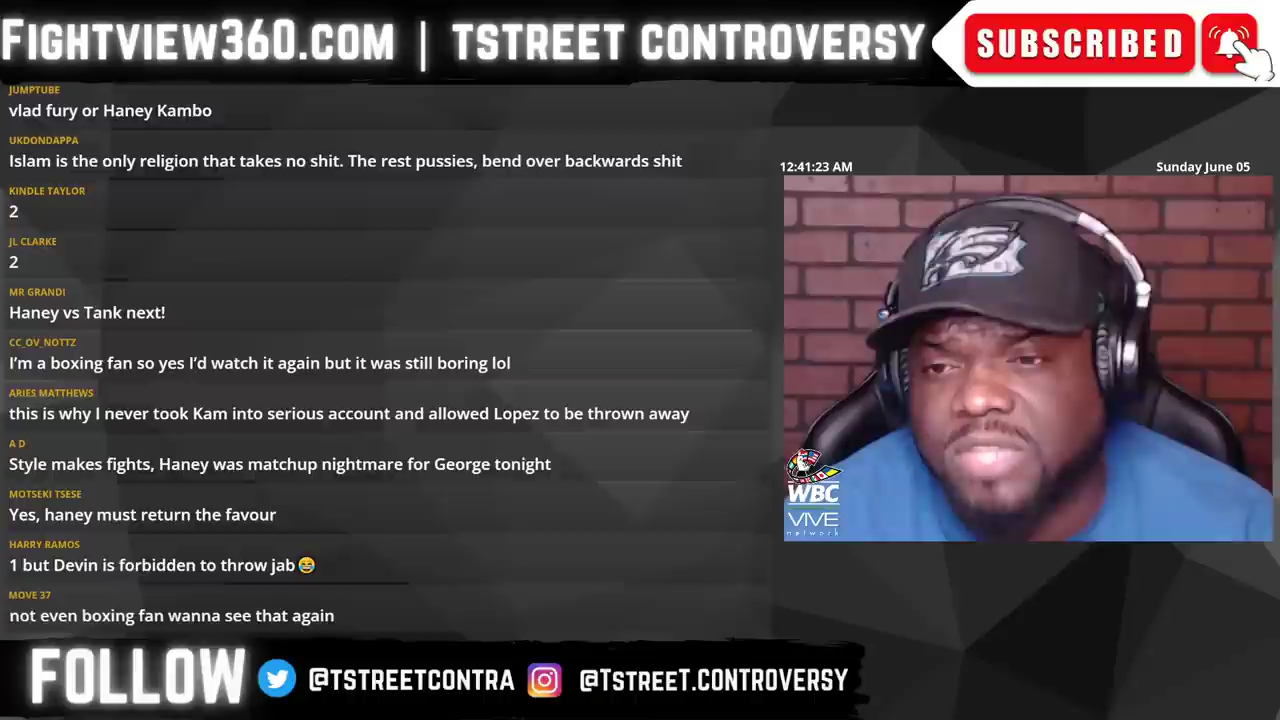 FIGHTVIEW360.COM | TSTREET CONTROVERSY
SUBSCRIBED
JUMPTUBE
vlad fury or Haney Kambo
UKDONDAPPA
Islam is the only religion that takes no shit. The rest pussies, bend over backwards shit
KINDLE TAYLOR
2
JL CLARKE
2
MR GRANDI
Haney vs Tank next!
CC_OV_NOTTZ
I'm a boxing fan so yes I'd watch it again but it was still boring lol
ARIES MATTHEWS
this is why I never took Kam into serious account and allowed Lopez to be thrown away
A D
Style makes fights, Haney was matchup nightmare for George tonight
MOTSEKI TSESE
Yes, haney must return the favour
HARRY RAMOS
1 but Devin is forbidden to throw jab😂
MOVE 37
not even boxing fan wanna see that again
12:41:23 AM Sunday June 05
WBC
VIVE
network
FOLLOW @TSTREETCONTRA @TSTREET.CONTROVERSY